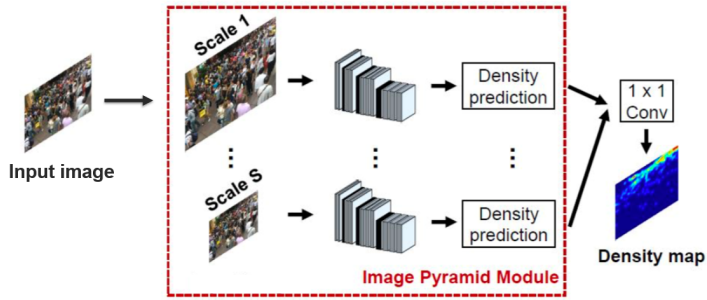 Scale 1
Density
prediction
1 x 1
Conv
Input image
Scale S
Density
prediction
Density map
Image Pyramid Module